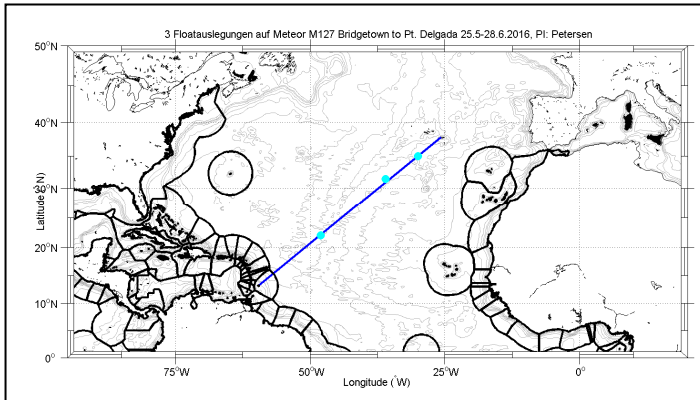 3 Floatauslegungen auf Meteor M127 Bridgetown to Pt. Delgada 25.5-28.6.2016, PI: Petersen
50°N
40°N
30°N
20°N
10°N
0°
Latitude (°N)
75°W
50°W
25°W
0°
Longitude (°W)